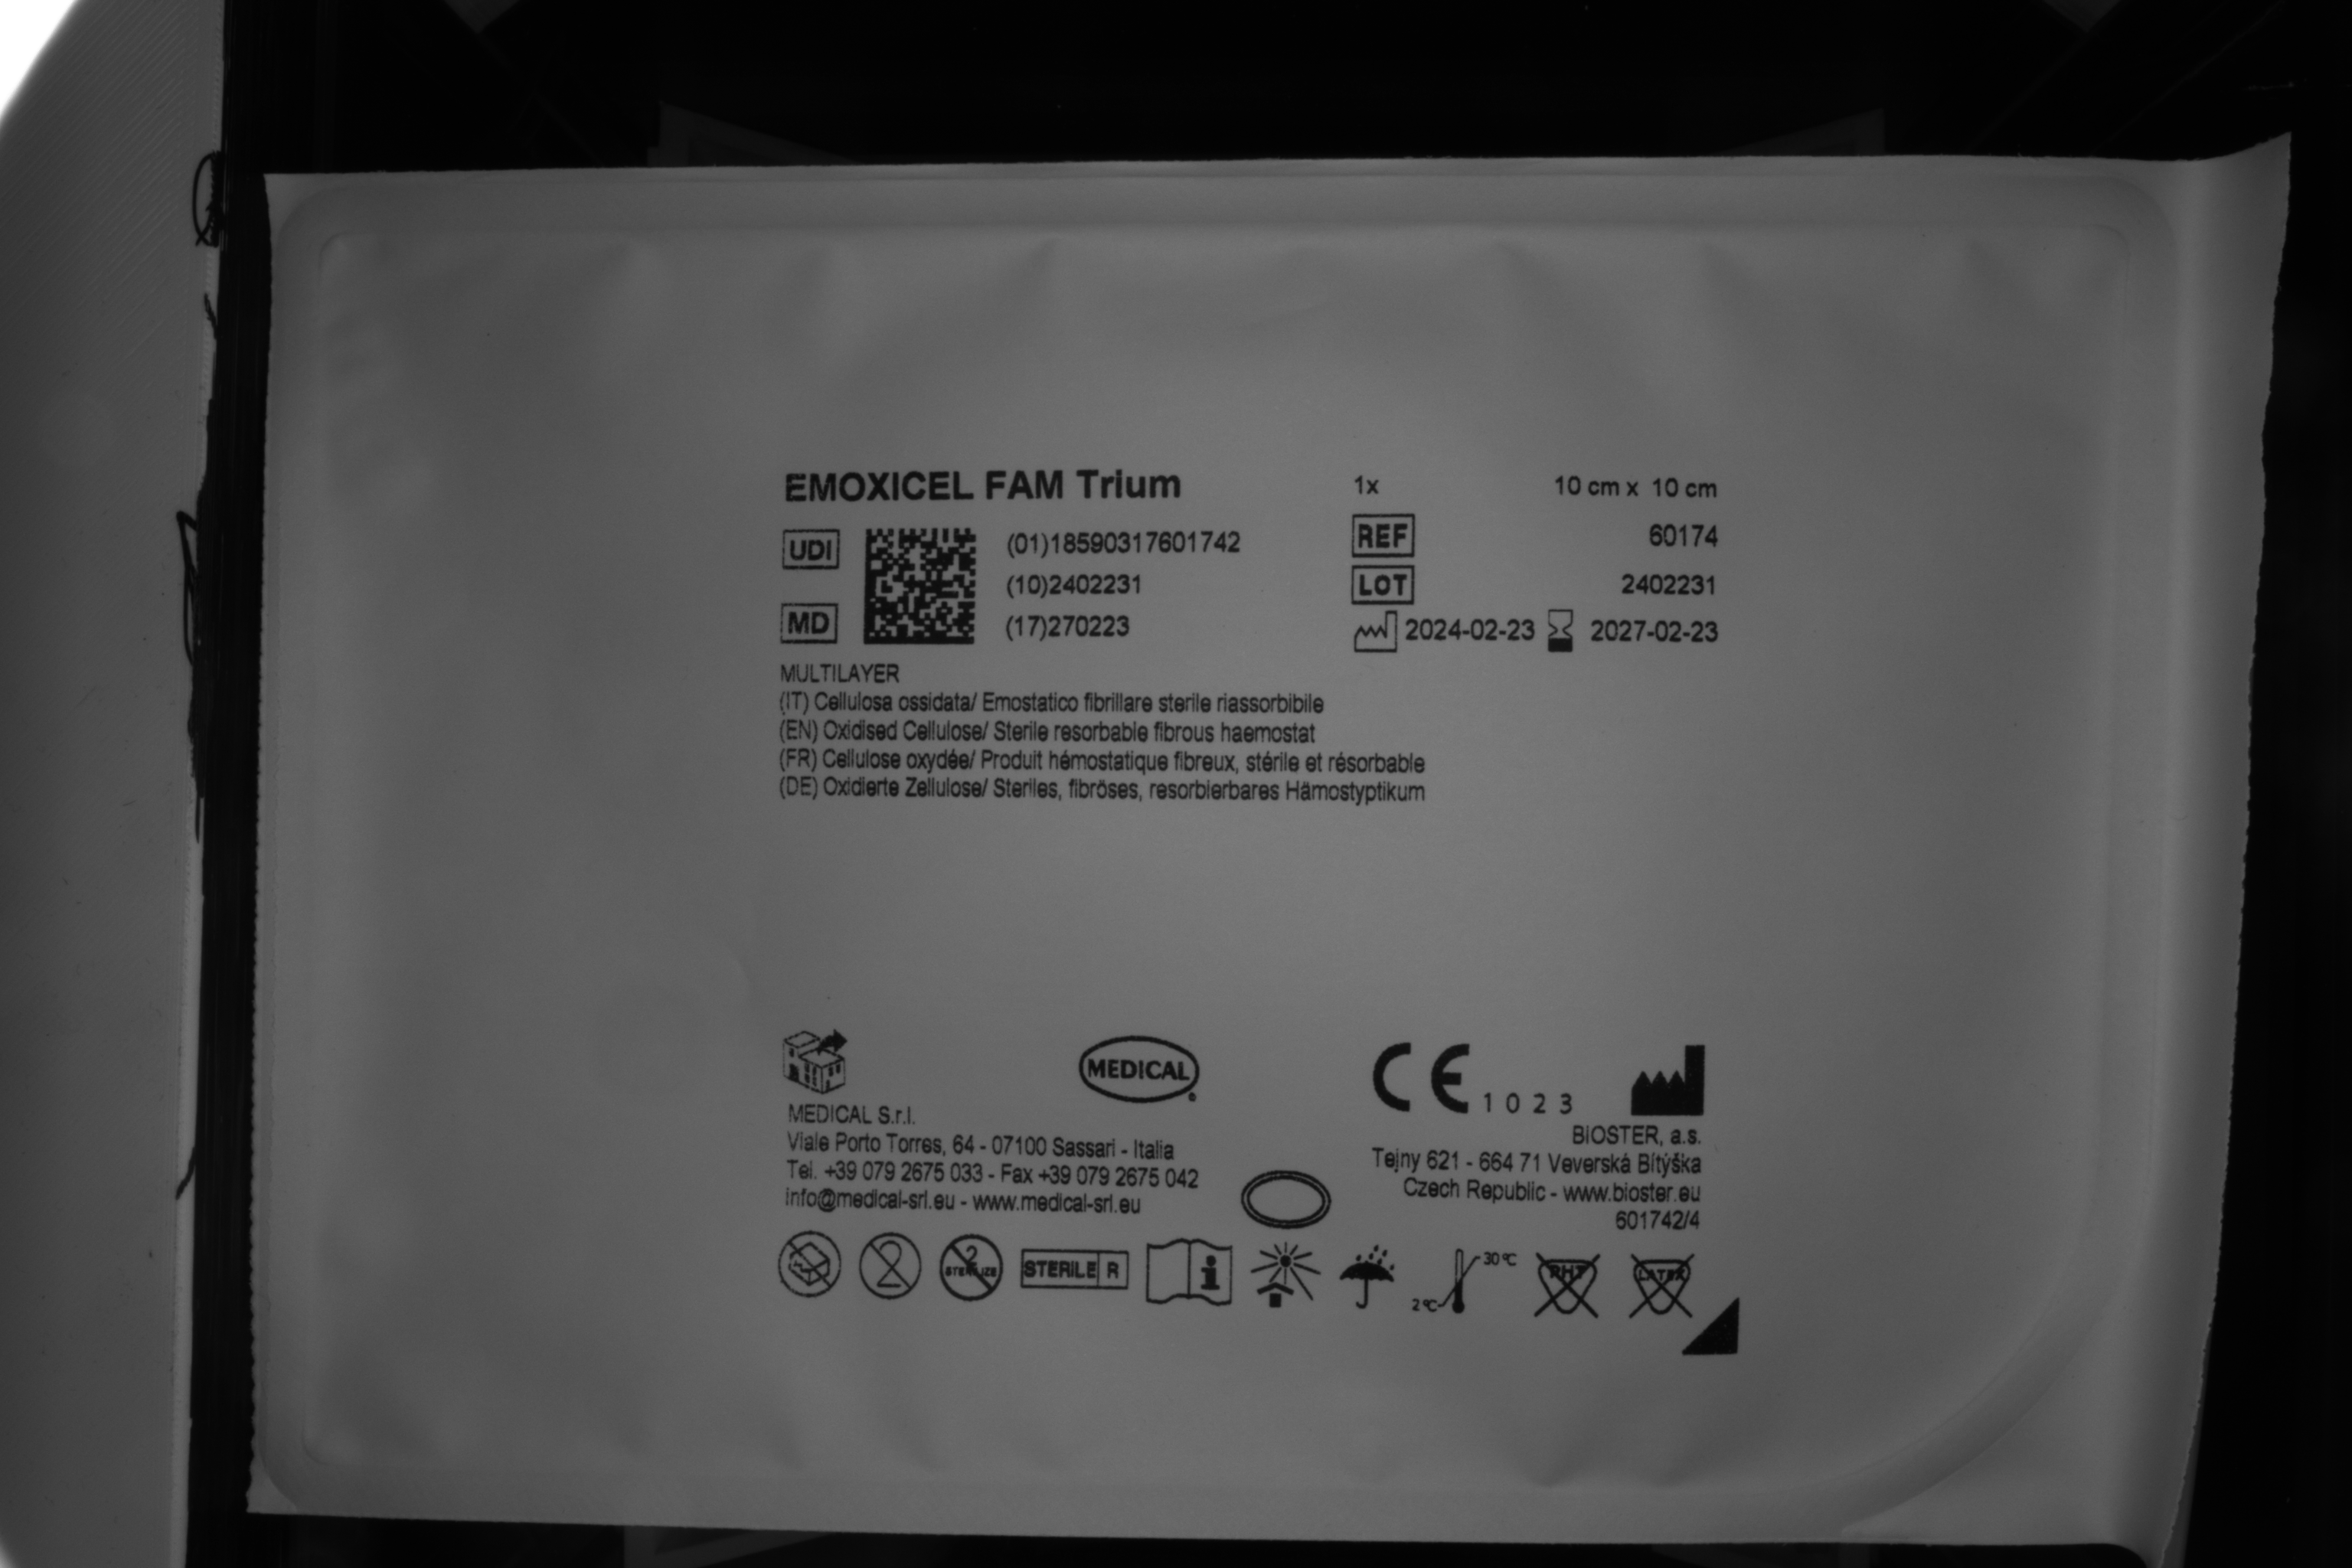 EMOXICEL FAM Trium
1x 10 cm x 10 cm
UDI (01)18590317601742
REF 60174
(10)2402231
LOT 2402231
MD (17)270223
2024-02-23 2027-02-23
MULTILAYER
(IT) Cellulosa ossidata/ Emostatico fibrillare sterile riassorbibile
(EN) Oxidised Cellulose/ Sterile resorbable fibrous haemostat
(FR) Cellulose oxydée/ Produit hémostatique fibreux, stérile et résorbable
(DE) Oxidierte Zellulose/ Steriles, fibröses, resorbierbares Hämostyptikum
MEDICAL
CE 1023
MEDICAL S.r.l.
Viale Porto Torres, 64 - 07100 Sassari - Italia
Tel. +39 079 2675 033 - Fax +39 079 2675 042
info@medical-srl.eu - www.medical-srl.eu
BIOSTER, a.s.
Tejny 621 - 664 71 Veverská Bítýška
Czech Republic - www.bioster.eu
601742/4
2
2 STERILIZE
STERILE R
i
2°C 30°C
PHT
LATEX